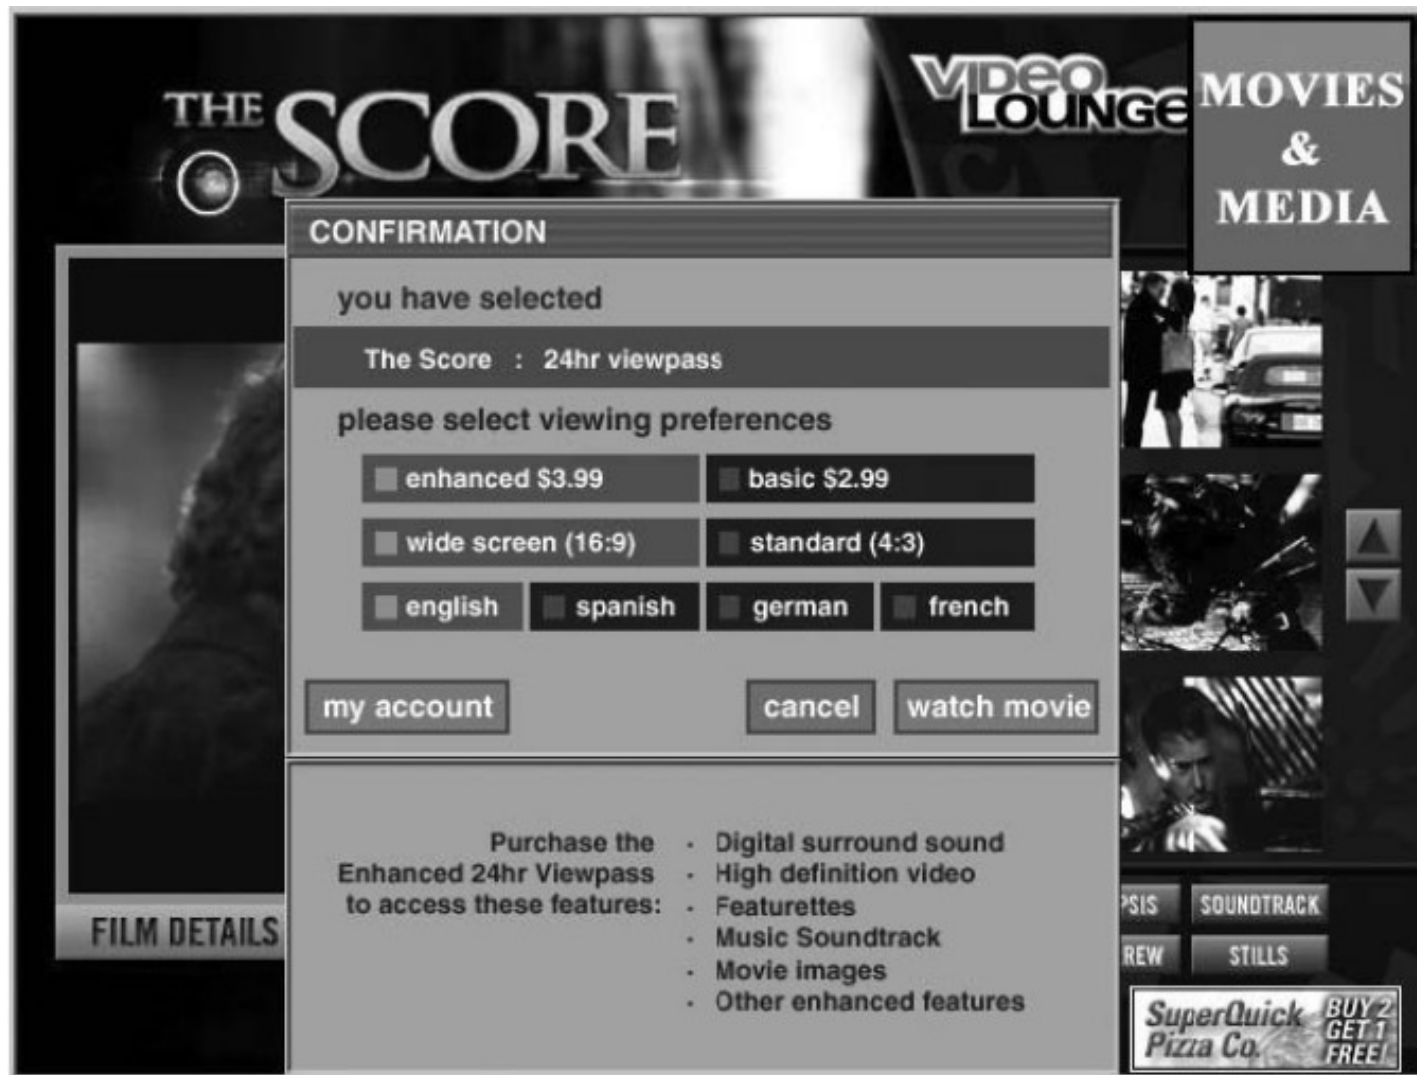 THE SCORE
VIDEO
LOUNGE
MOVIES
&
MEDIA
CONFIRMATION
you have selected
The Score : 24hr viewpass
please select viewing preferences
enhanced $3.99
basic $2.99
wide screen (16:9)
standard (4:3)
english
spanish
german
french
my account
cancel
watch movie
Purchase the
Enhanced 24hr Viewpass
to access these features:
- Digital surround sound
- High definition video
- Featurettes
- Music Soundtrack
- Movie images
- Other enhanced features
FILM DETAILS
PSIS
SOUNDTRACK
REW
STILLS
SuperQuick
Pizza Co.
BUY 2
GET 1
FREE!